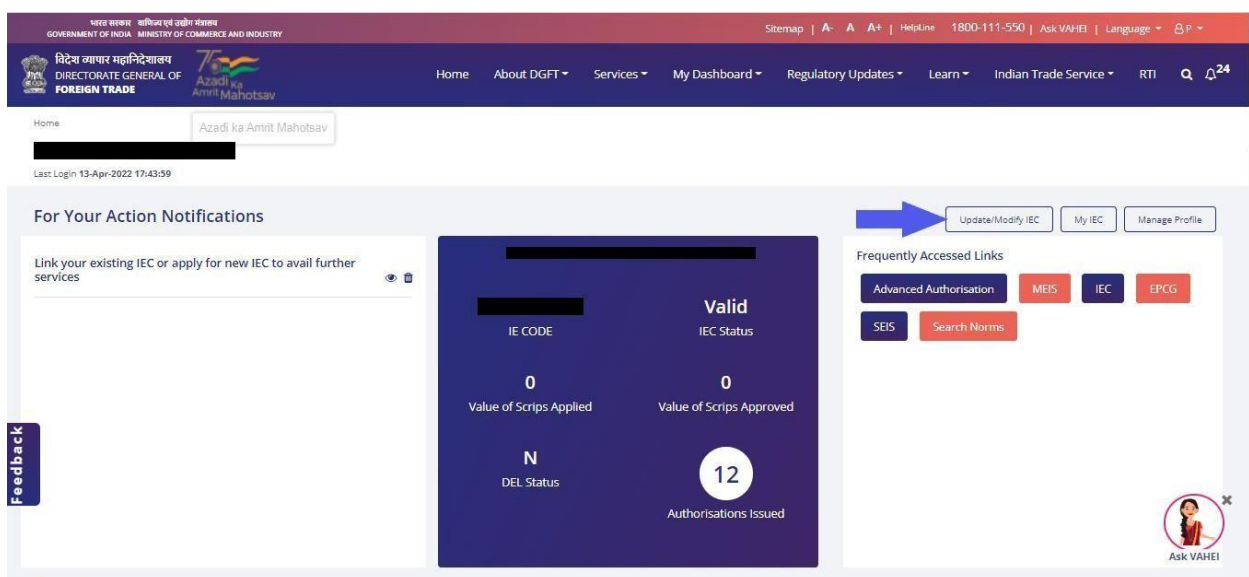 भारत सरकार वाणिज्य एवं उद्योग मंत्रालय
GOVERNMENT OF INDIA MINISTRY OF COMMERCE AND INDUSTRY
Sitemap | A- A A+ | HelpLine 1800-111-550 | Ask VAHEI | Language
P
विदेश व्यापार महानिदेशालय
DIRECTORATE GENERAL OF
FOREIGN TRADE
75
Azadi Ka
Amrit Mahotsav
Home About DGFT Services My Dashboard Regulatory Updates Learn Indian Trade Service RTI 24
Home
Azadi ka Amrit Mahotsav
Last Login 13-Apr-2022 17:43:59
For Your Action Notifications
Update/Modify IEC My IEC Manage Profile
Link your existing IEC or apply for new IEC to avail further
services
Valid
IE CODE IEC Status
0 0
Value of Scrips Applied Value of Scrips Approved
N 12
DEL Status
Authorisations Issued
Frequently Accessed Links
Advanced Authorisation MEIS IEC EPCG
SEIS Search Norms
Feedback
Ask VAHEI